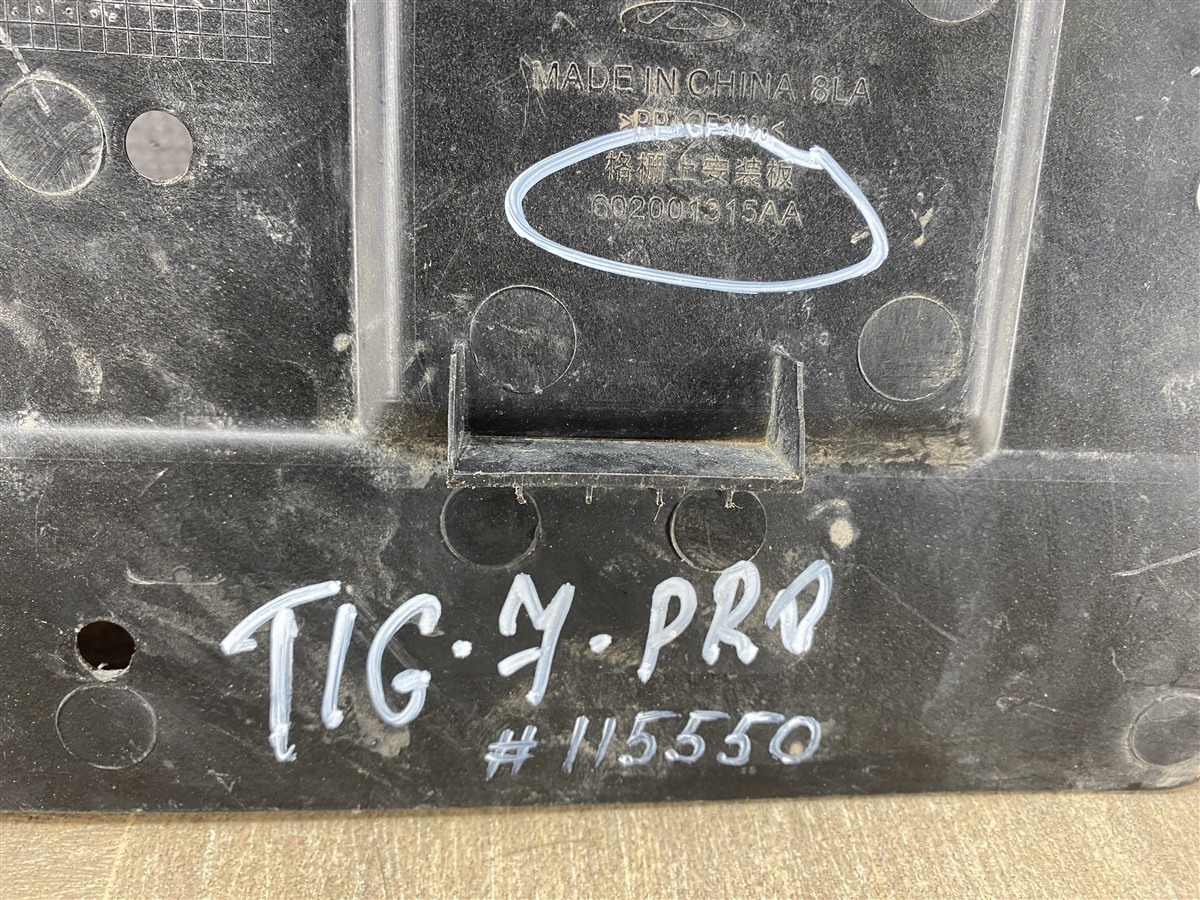 MADE IN CHINA 8LA
>PP+GF30%<
格栅上安装板
602001315AA
TIG.7.PRO
#115550